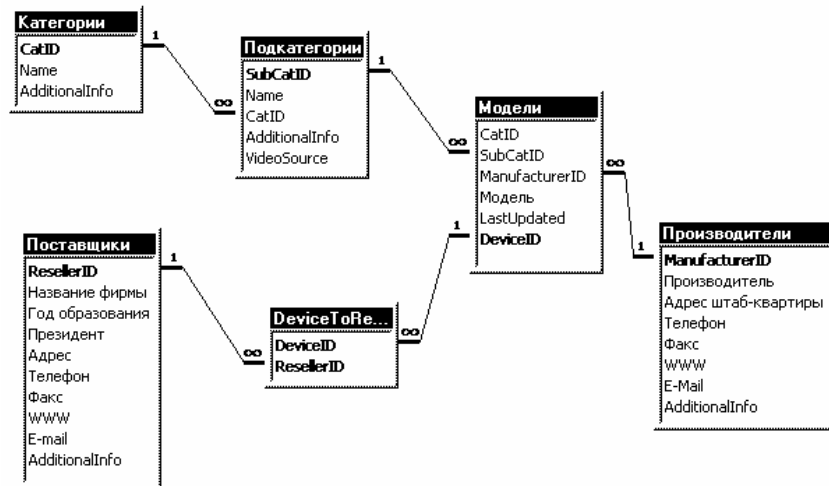 Категории
CatID
Name
AdditionalInfo
1
∞
Подкатегории
SubCatID
Name
CatID
AdditionalInfo
VideoSource
1
∞
Модели
CatID
SubCatID
ManufacturerID
Модель
LastUpdated
DeviceID
∞
1
1
Производители
ManufacturerID
Производитель
Адрес штаб-квартиры
Телефон
Факс
WWW
E-Mail
AdditionalInfo
Поставщики
ResellerID
Название фирмы
Год образования
Президент
Адрес
Телефон
Факс
WWW
E-mail
AdditionalInfo
1
∞
DeviceToRe...
DeviceID
ResellerID
∞